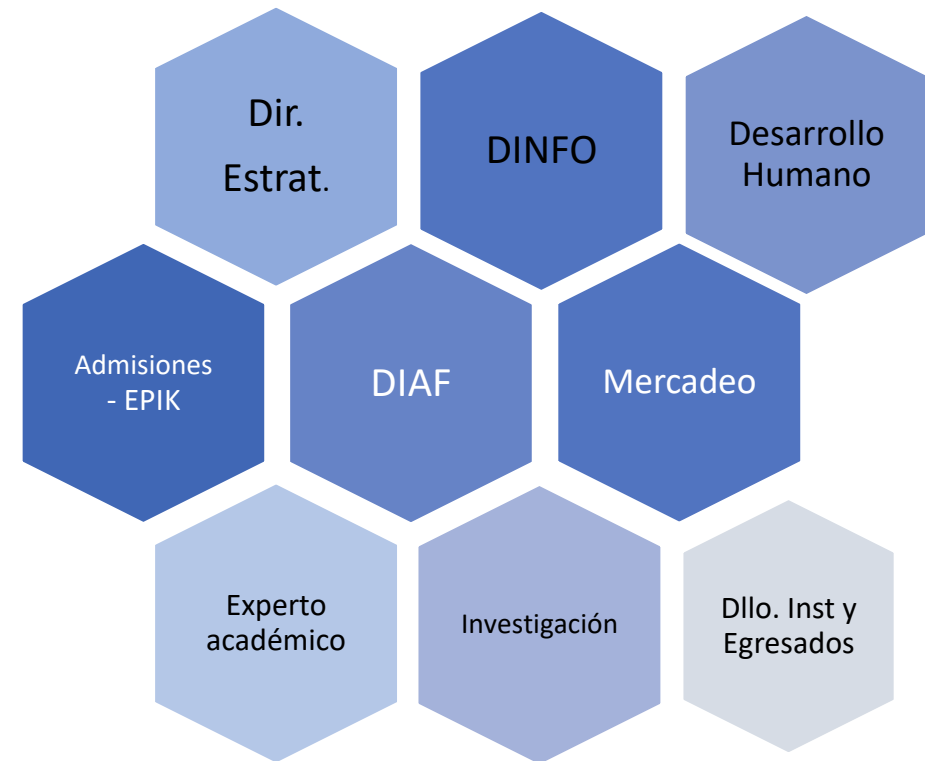 Dir.
Estrat.
DINFO
Desarrollo
Humano
Admisiones
- EPIK
DIAF
Mercadeo
Experto
académico
Investigación
Dllo. Inst y
Egresados